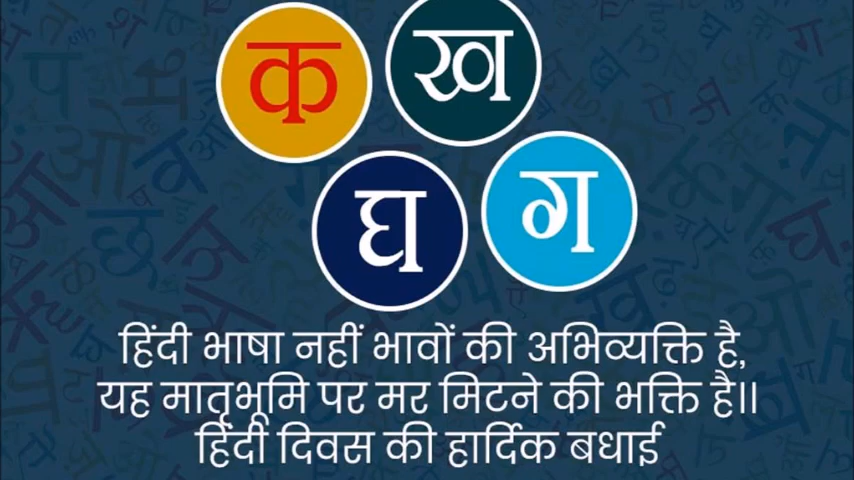 क
ख
घ
ग
हिंदी भाषा नहीं भावों की अभिव्यक्ति है,
यह मातृभूमि पर मर मिटने की भक्ति है।।
हिंदी दिवस की हार्दिक बधाई